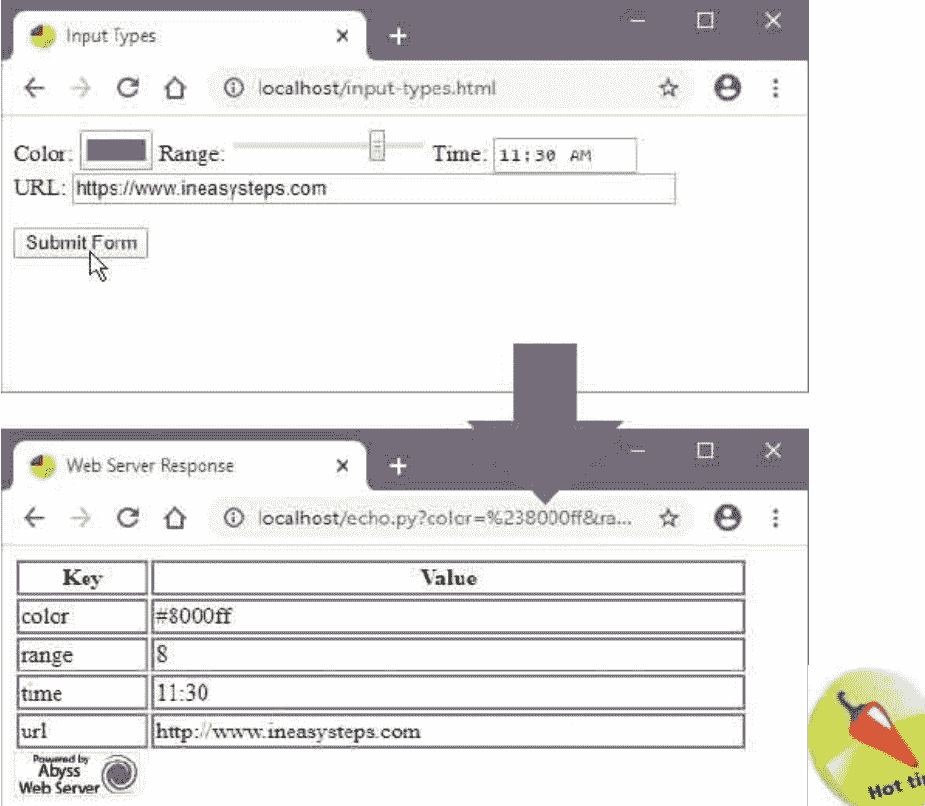 Input Types
localhost/input-types.html
Color: Range: Time: 11:30 AM
URL: https://www.ineasysteps.com
Submit Form
Web Server Response
localhost/echo.py?color=%238000ff&ra...
Key Value
color #8000ff
range 8
time 11:30
url http://www.ineasysteps.com
Powered by
Abyss
Web Server
Hot